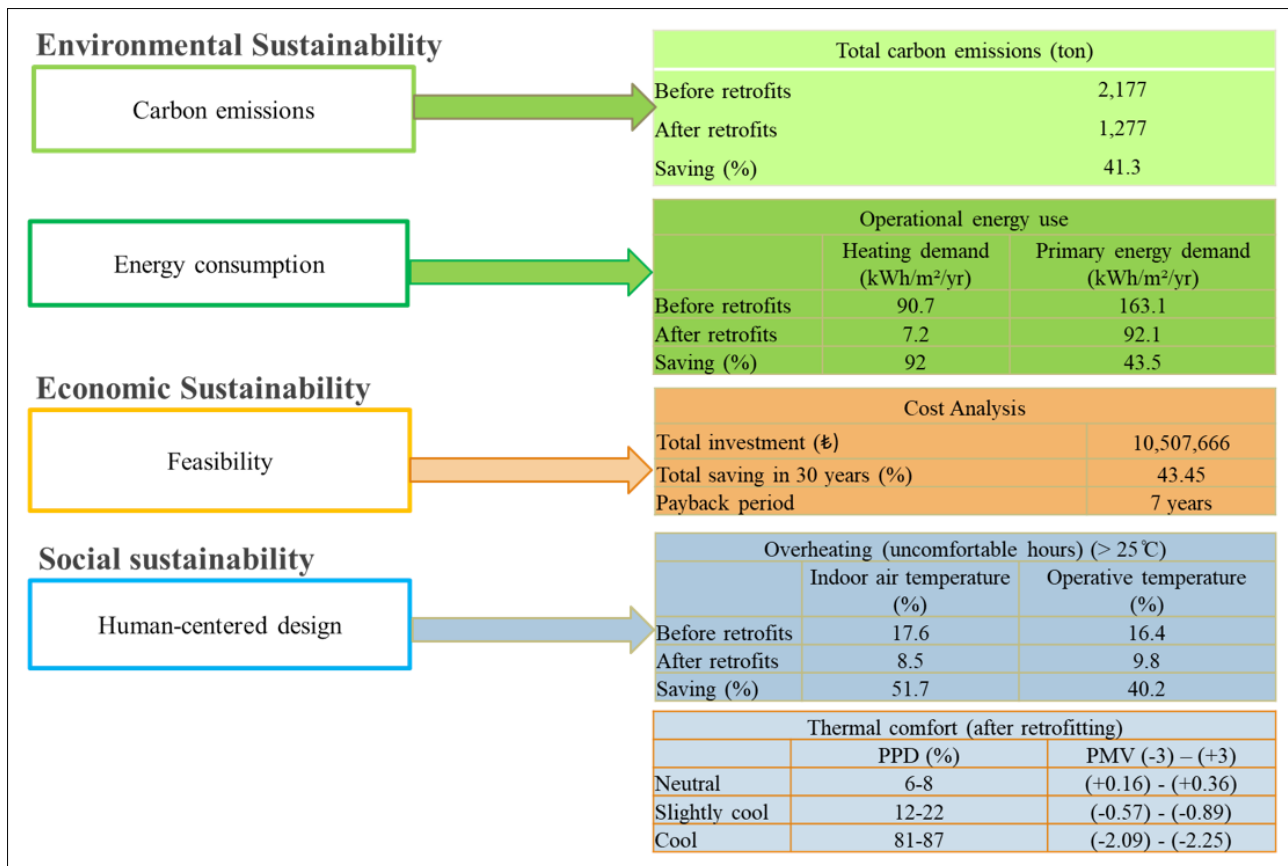 Environmental Sustainability
Carbon emissions
Total carbon emissions (ton)
Before retrofits 2,177
After retrofits 1,277
Saving (%) 41.3
Energy consumption
Operational energy use
Heating demand Primary energy demand
(kWh/m²/yr) (kWh/m²/yr)
Before retrofits 90.7 163.1
After retrofits 7.2 92.1
Saving (%) 92 43.5
Economic Sustainability
Feasibility
Cost Analysis
Total investment (₺) 10,507,666
Total saving in 30 years (%) 43.45
Payback period 7 years
Social sustainability
Human-centered design
Overheating (uncomfortable hours) (> 25℃)
Indoor air temperature Operative temperature
(%) (%)
Before retrofits 17.6 16.4
After retrofits 8.5 9.8
Saving (%) 51.7 40.2
Thermal comfort (after retrofitting)
PPD (%) PMV (-3) – (+3)
Neutral 6-8 (+0.16) - (+0.36)
Slightly cool 12-22 (-0.57) - (-0.89)
Cool 81-87 (-2.09) - (-2.25)